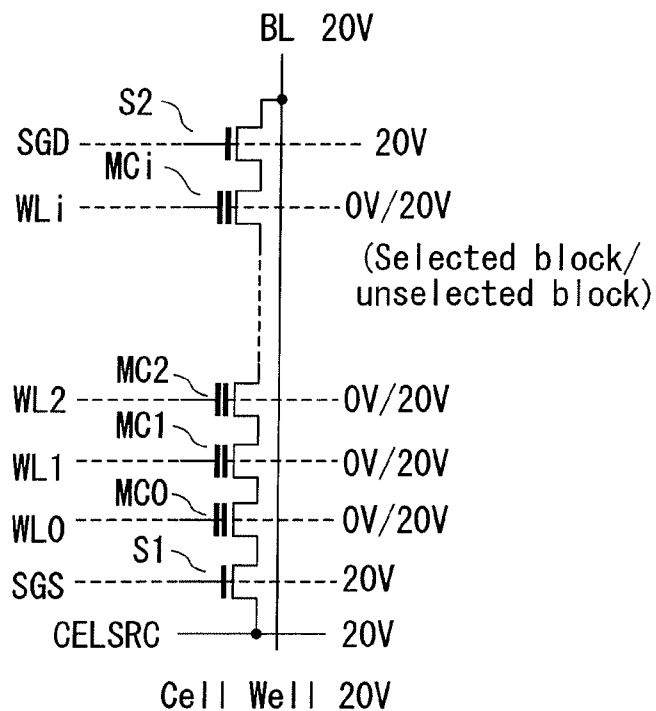 BL 20V
S2
SGD 20V
MCi
WLi 0V/20V
(Selected block/
unselected block)
MC2
WL2 0V/20V
MC1
WL1 0V/20V
MC0
WL0 0V/20V
S1
SGS 20V
CELSRC 20V
Cell Well 20V